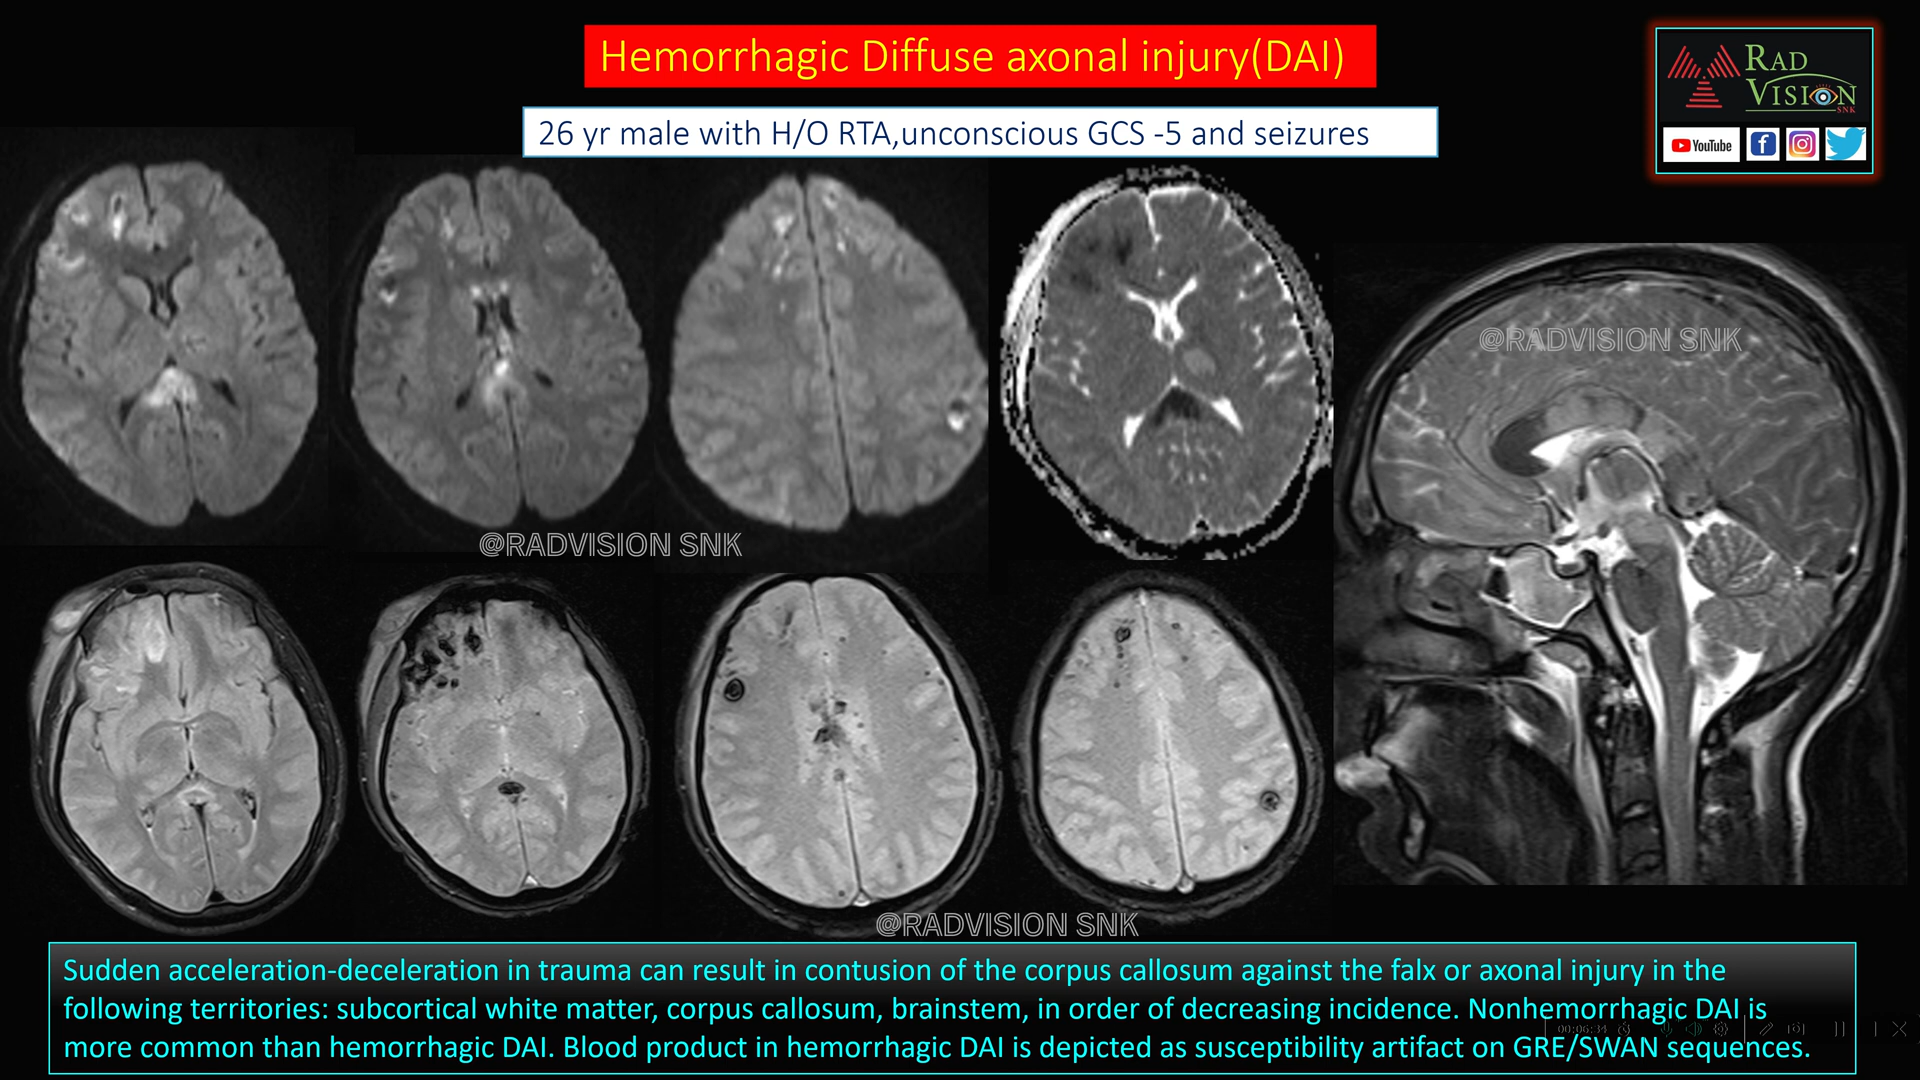 Hemorrhagic Diffuse axonal injury(DAI)
RAD
VISION
SNK
YouTube
26 yr male with H/O RTA,unconscious GCS -5 and seizures
@RADVISION SNK
@RADVISION SNK
@RADVISION SNK
Sudden acceleration-deceleration in trauma can result in contusion of the corpus callosum against the falx or axonal injury in the
following territories: subcortical white matter, corpus callosum, brainstem, in order of decreasing incidence. Nonhemorrhagic DAI is
00:06:34
more common than hemorrhagic DAI. Blood product in hemorrhagic DAI is depicted as susceptibility artifact on GRE/SWAN sequences.